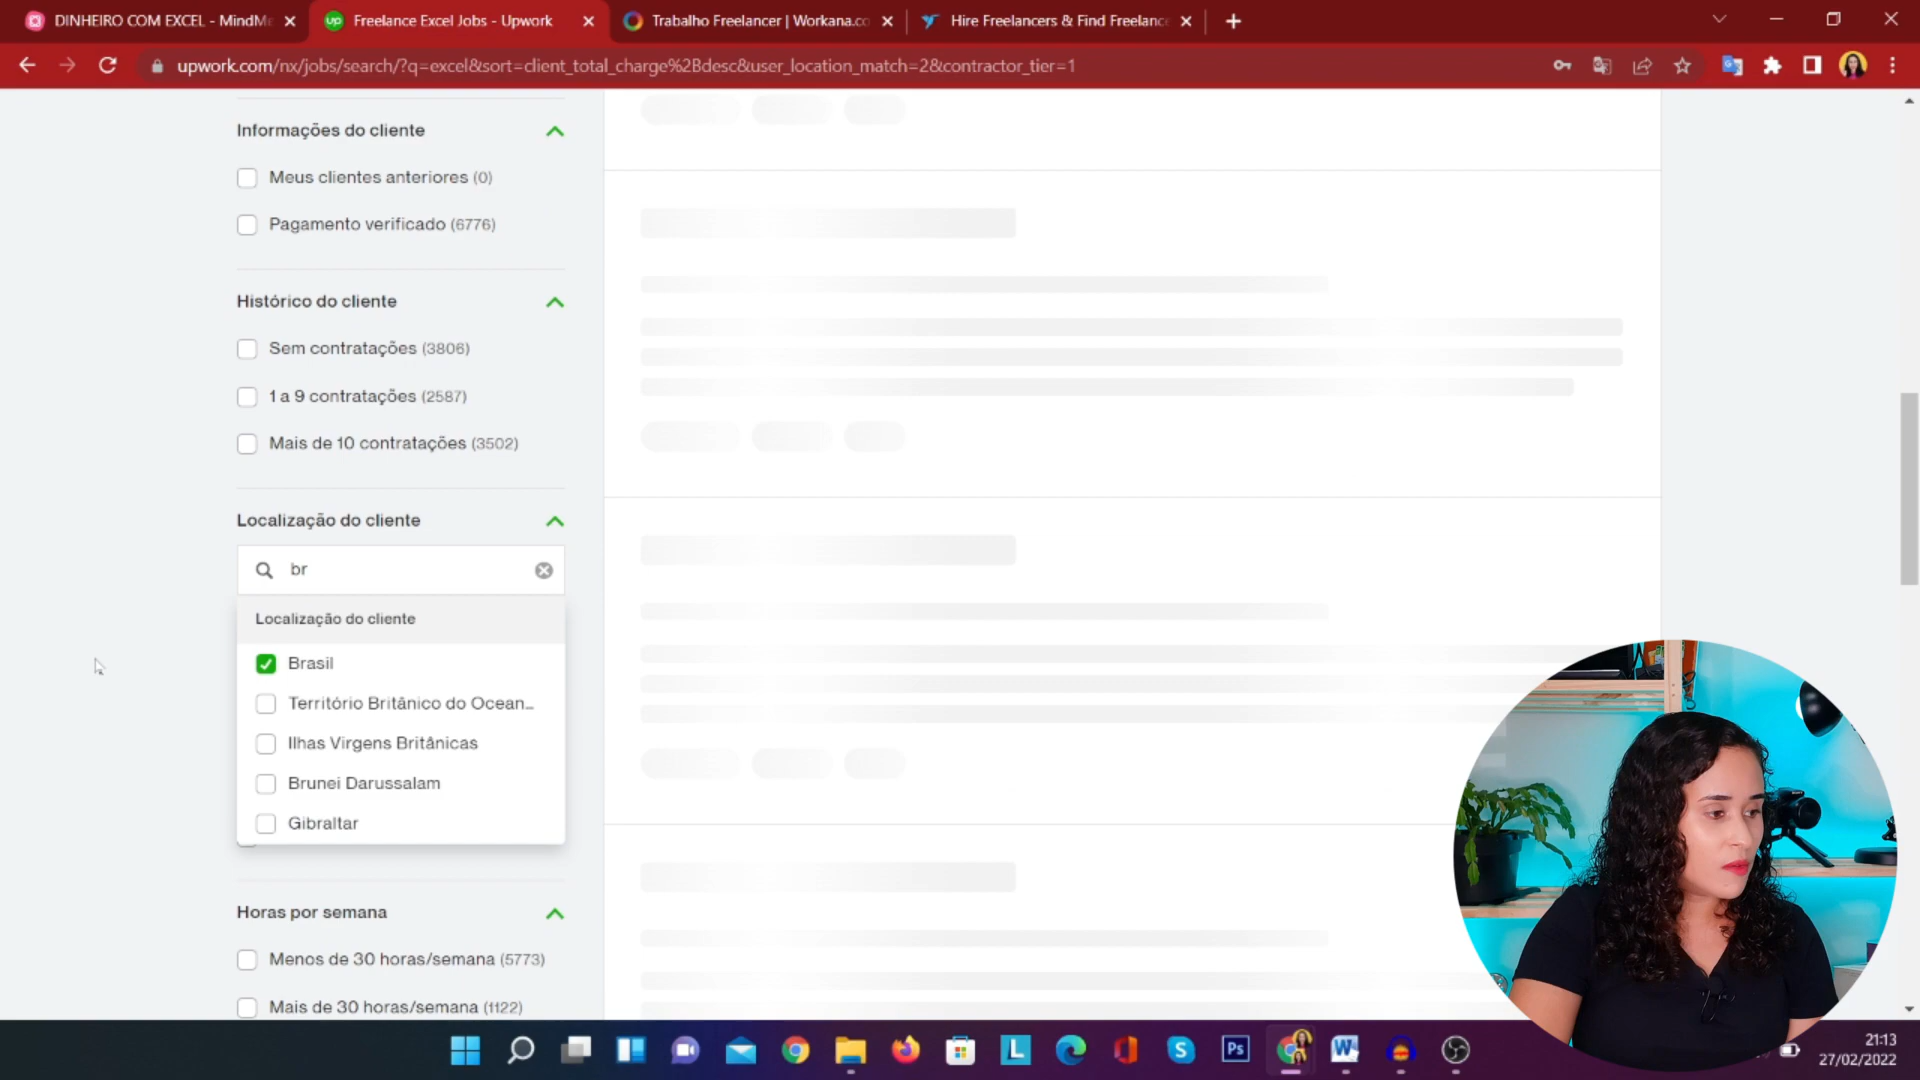 DINHEIRO COM EXCEL - MindMe
Freelance Excel Jobs - Upwork
Trabalho Freelancer | Workana.co
Hire Freelancers & Find Freelanc
upwork.com/nx/jobs/search/?q=excel&sort=client_total_charge%2Bdesc&user_location_match=2&contractor_tier=1
Informações do cliente
Meus clientes anteriores (0)
Pagamento verificado (6776)
Histórico do cliente
Sem contratações (3806)
1 a 9 contratações (2587)
Mais de 10 contratações (3502)
Localização do cliente
br
Localização do cliente
Brasil
Território Britânico do Ocean...
Ilhas Virgens Britânicas
Brunei Darussalam
Gibraltar
Horas por semana
Menos de 30 horas/semana (5773)
Mais de 30 horas/semana (1122)
21:13
27/02/2022